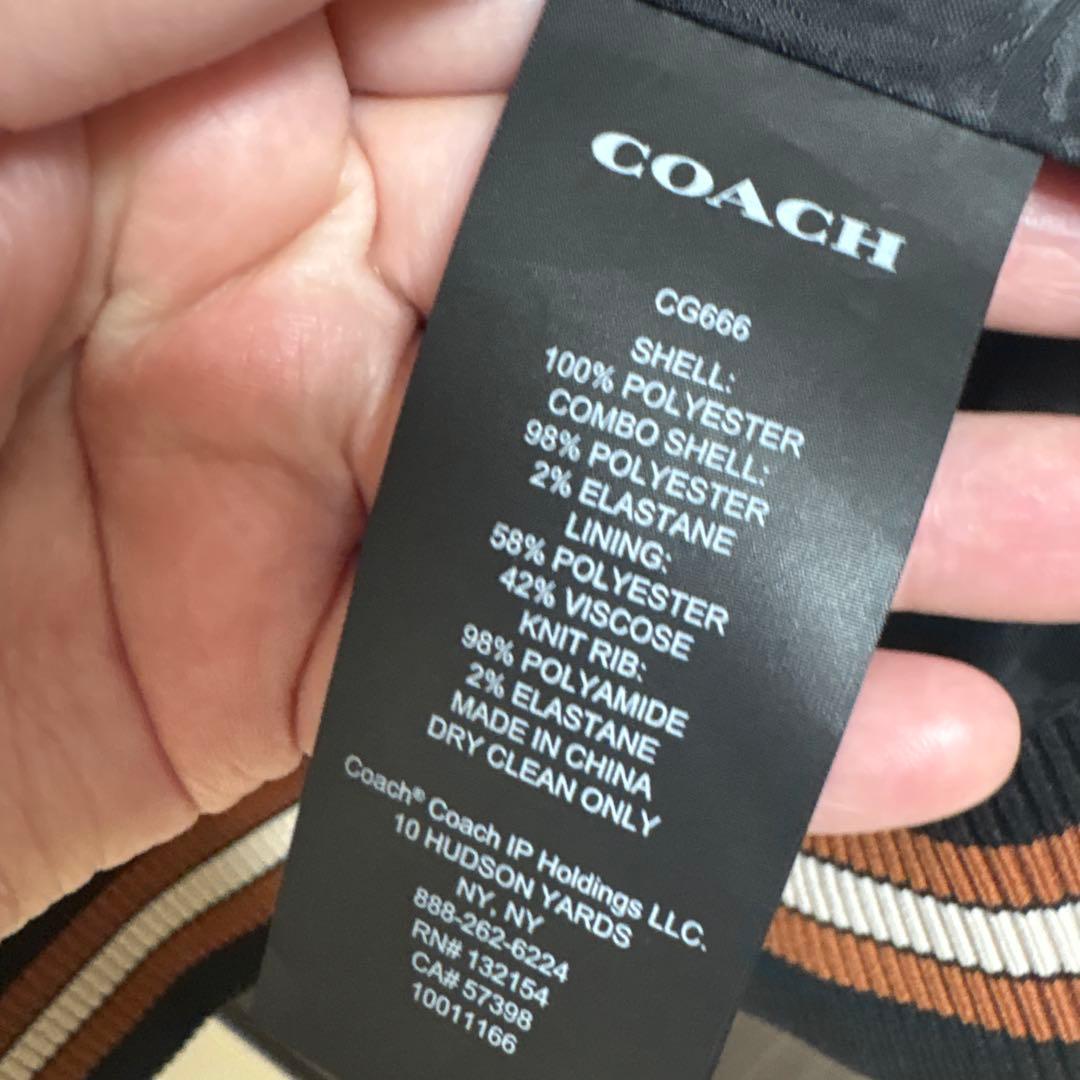 COACH
CG666
SHELL:
100% POLYESTER
COMBO SHELL:
98% POLYESTER
2% ELASTANE
LINING:
58% POLYESTER
42% VISCOSE
KNIT RIB:
98% POLYAMIDE
2% ELASTANE
MADE IN CHINA
DRY CLEAN ONLY
Coach® Coach IP Holdings LLC.
10 HUDSON YARDS
NY, NY
888-262-6224
RN# 132154
CA# 57398
10011166